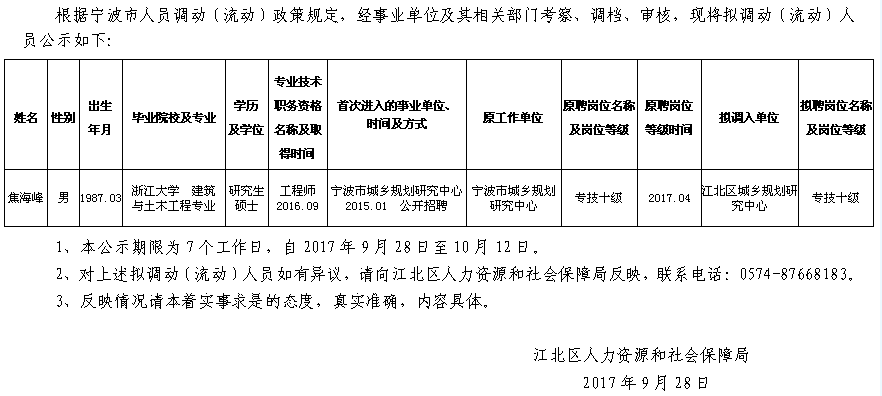 根据宁波市人员调动（流动）政策规定，经事业单位及其相关部门考察、调档、审核，现将拟调动（流动）人
员公示如下：
姓名 性别 出生年月 毕业院校及专业 学历及学位 专业技术职务资格名称及取得时间 首次进入的事业单位、时间及方式 原工作单位 原聘岗位名称及岗位等级 原聘岗位等级时间 拟调入单位 拟聘岗位名称及岗位等级
焦海峰 男 1987.03 浙江大学 建筑与土木工程专业 研究生硕士 工程师2016.09 宁波市城乡规划研究中心2015.01 公开招聘 宁波市城乡规划研究中心 专技十级 2017.04 江北区城乡规划研究中心 专技十级
1、本公示期限为7个工作日，自2017年9月28日至10月12日。
2、对上述拟调动（流动）人员如有异议，请向江北区人力资源和社会保障局反映，联系电话：0574-87668183。
3、反映情况请本着实事求是的态度，真实准确，内容具体。
江北区人力资源和社会保障局
2017年9月28日